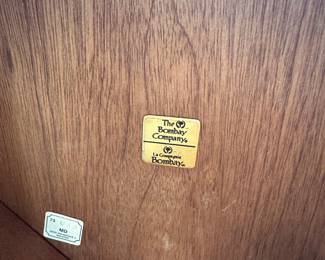 The
Bombay
Company®
La Compagnie
Bombay®
MD